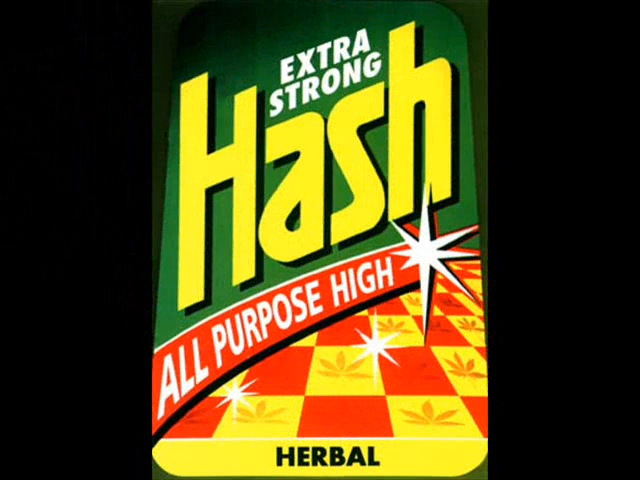 EXTRA
STRONG
Hash
ALL PURPOSE HIGH
HERBAL